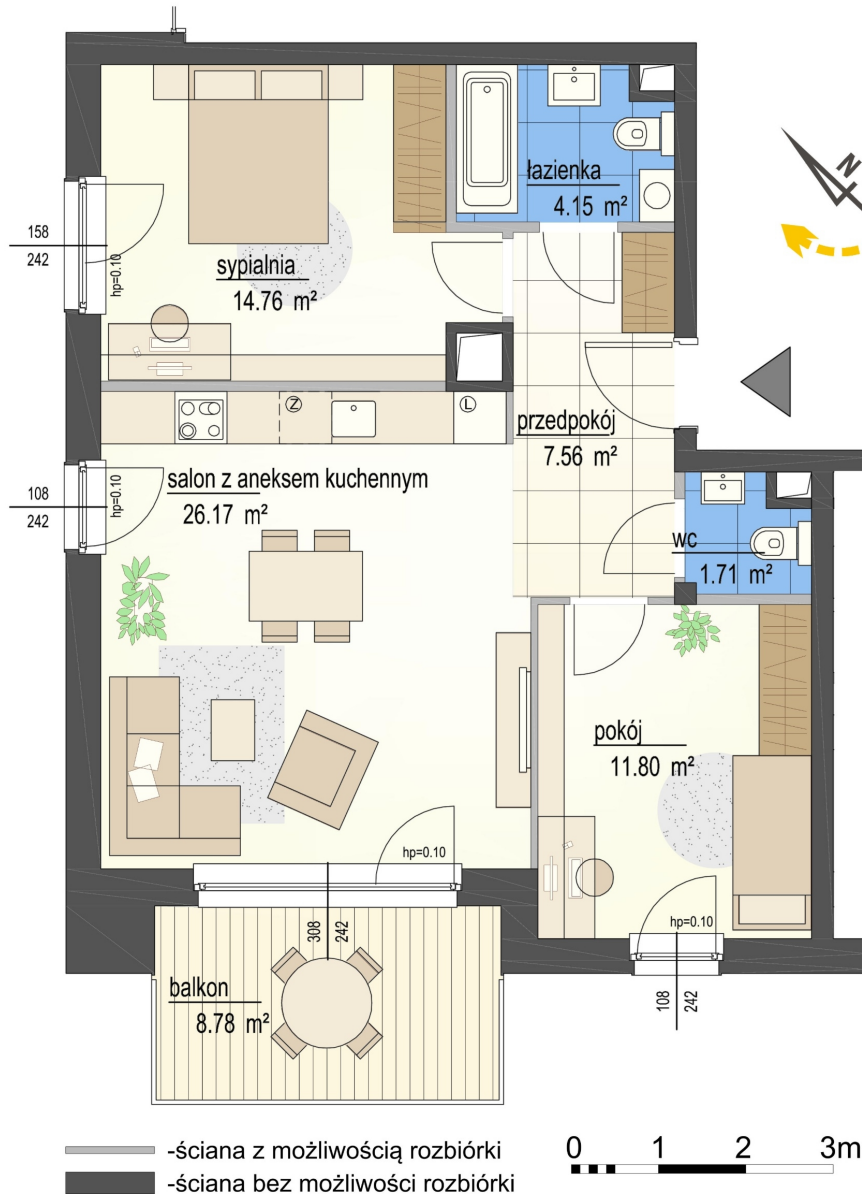 łazienka
4.15 m²
N
158
242
hp=0.10
sypialnia
14.76 m²
Z
L
przedpokój
7.56 m²
salon z aneksem kuchennym
26.17 m²
108
242
hp=0.10
wc
1.71 m²
pokój
11.80 m²
hp=0.10
hp=0.10
308
242
balkon
8.78 m²
108
242
-ściana z możliwością rozbiórki
-ściana bez możliwości rozbiórki
0 1 2 3m